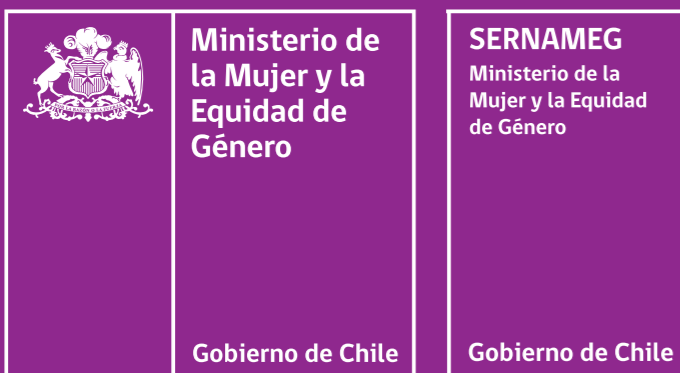 Ministerio de
la Mujer y la
Equidad de
Género
Gobierno de Chile
SERNAMEG
Ministerio de la
Mujer y la Equidad
de Género
Gobierno de Chile